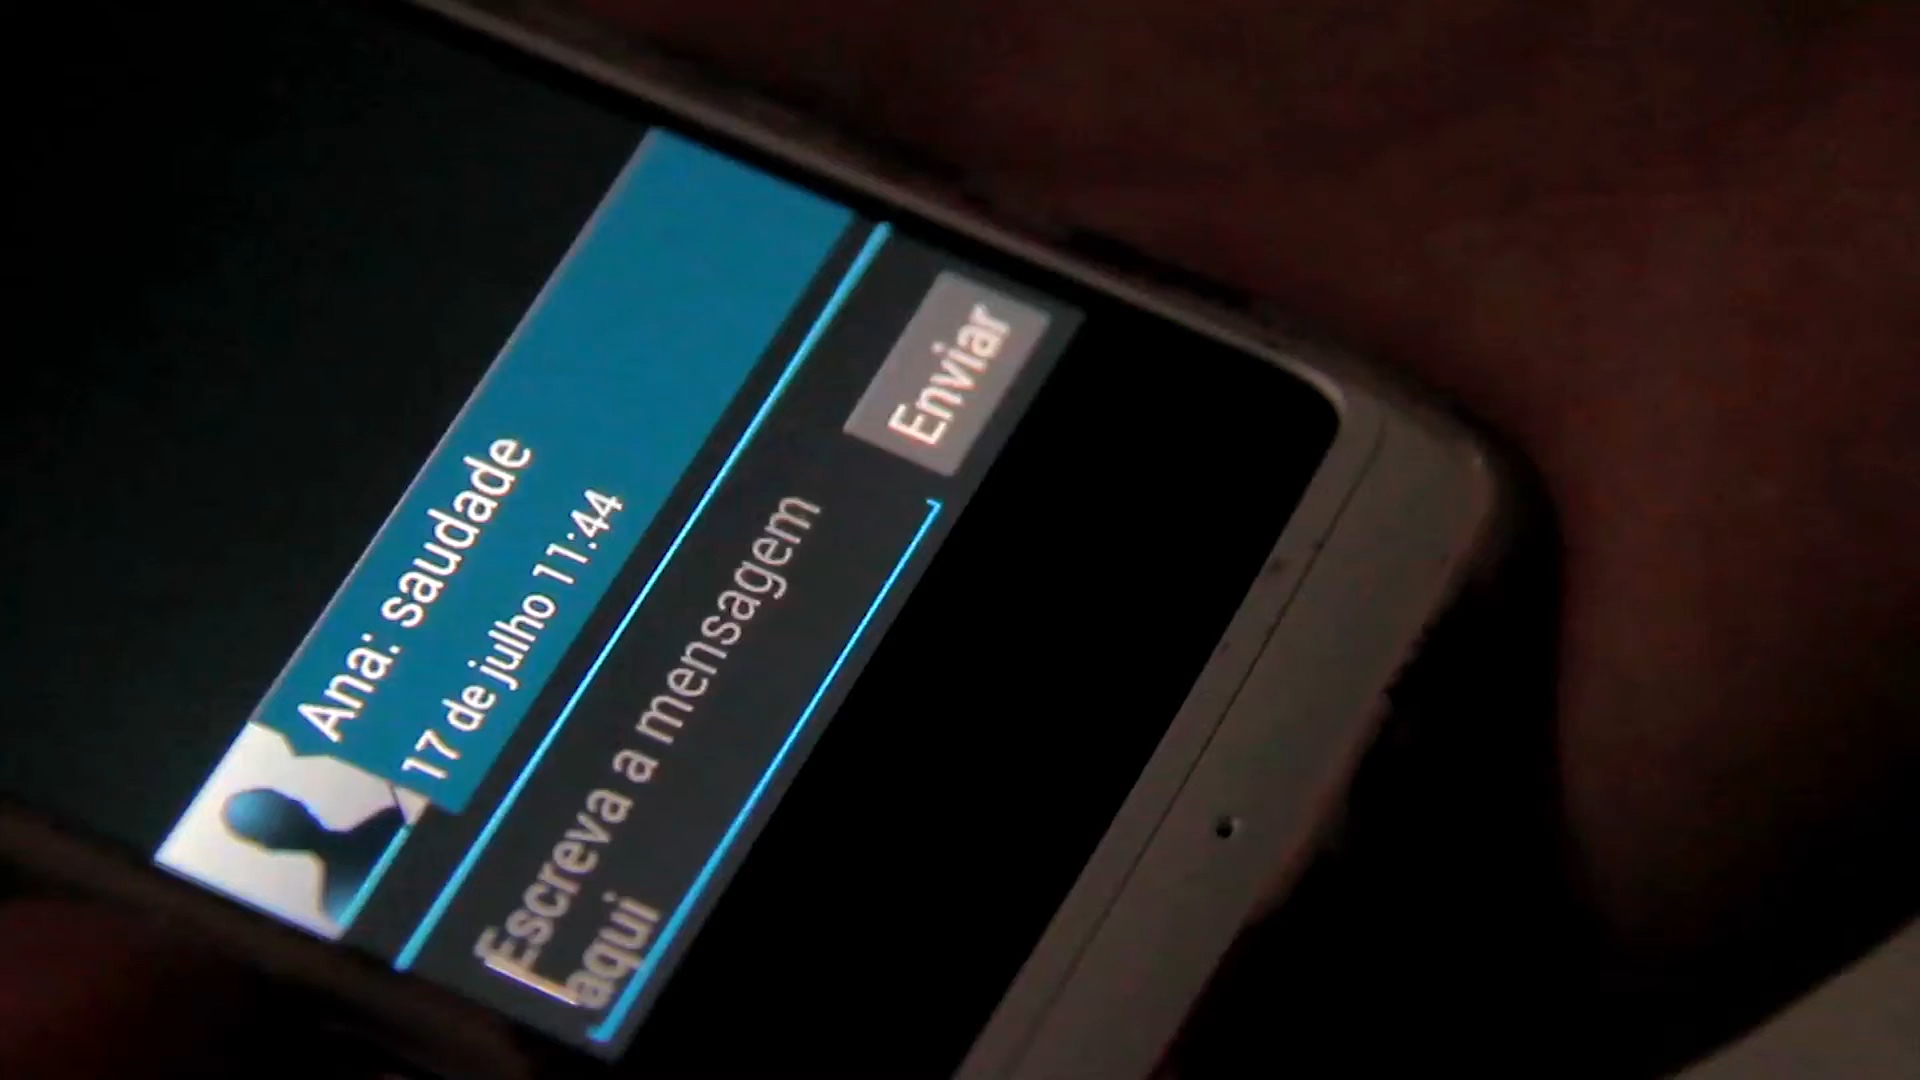 Ana: saudade
17 de julho 11:44
Escreva a mensagem
aqui
Enviar